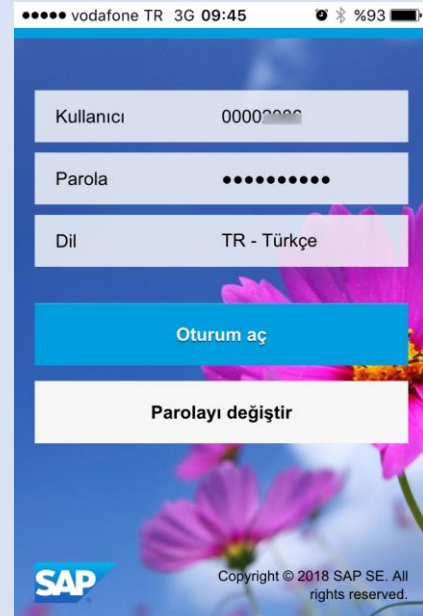 vodafone TR 3G 09:45 %93
Kullanıcı
Parola ••••••••••
Dil TR - Türkçe
Oturum aç
Parolayı değiştir
SAP
Copyright © 2018 SAP SE. All
rights reserved.